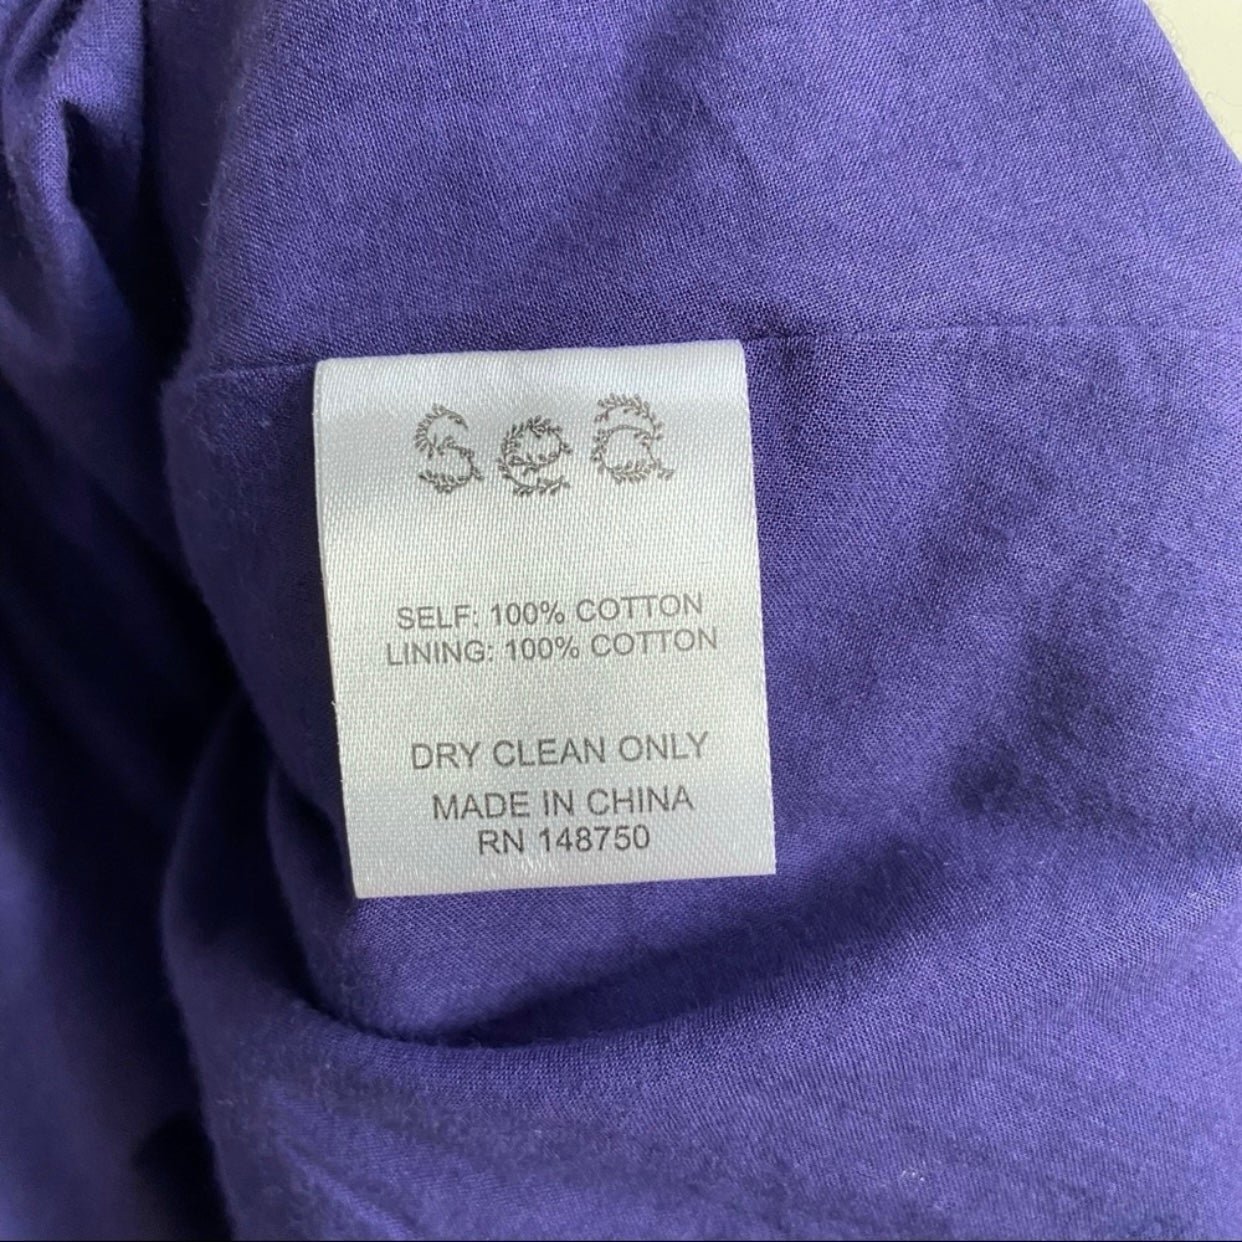 sea
SELF: 100% COTTON
LINING: 100% COTTON
DRY CLEAN ONLY
MADE IN CHINA
RN 148750